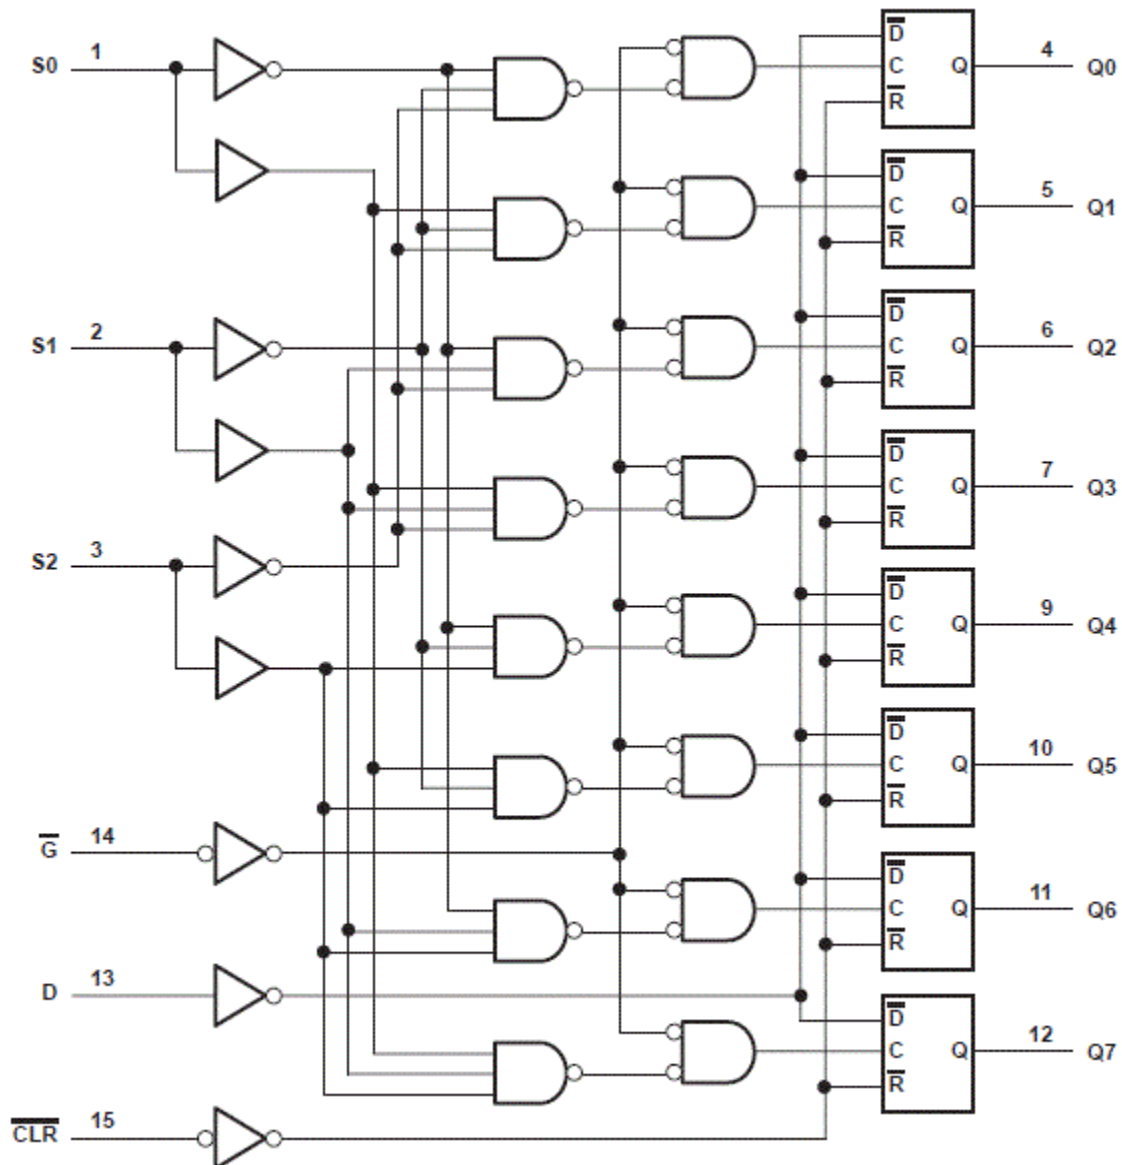 S0 1
D̅ C R̅ Q 4 Q0
D̅ C R̅ Q 5 Q1
S1 2
D̅ C R̅ Q 6 Q2
D̅ C R̅ Q 7 Q3
S2 3
D̅ C R̅ Q 9 Q4
D̅ C R̅ Q 10 Q5
G̅ 14
D̅ C R̅ Q 11 Q6
D 13
D̅ C R̅ Q 12 Q7
C̅L̅R̅ 15